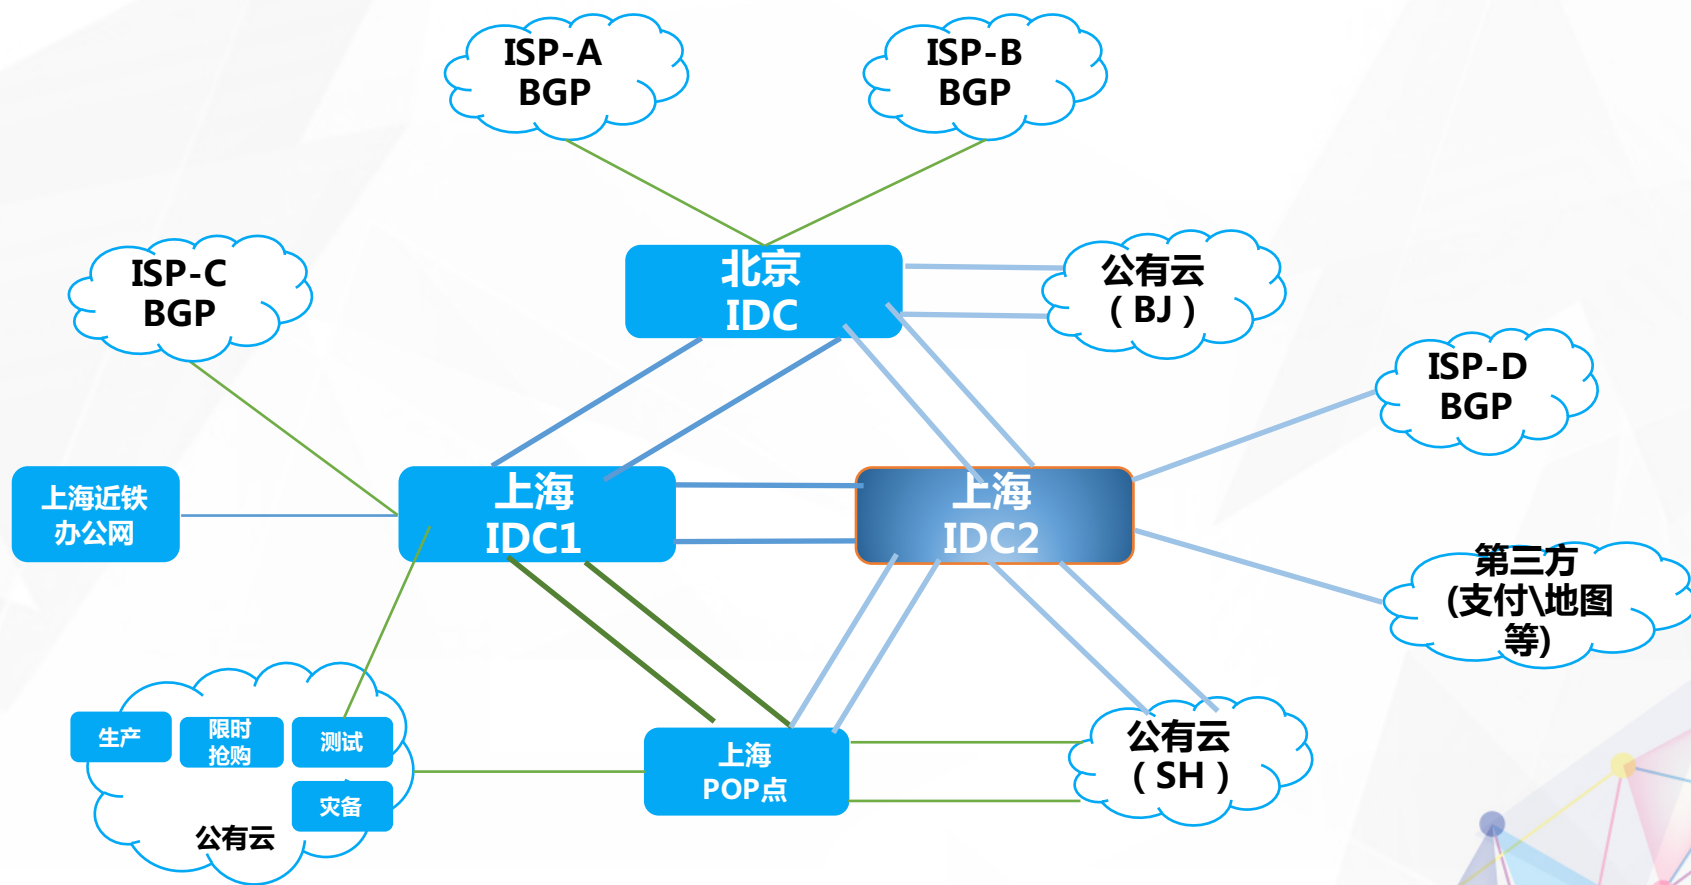 ISP-A
BGP
ISP-B
BGP
ISP-C
BGP
北京
IDC
公有云
（BJ）
ISP-D
BGP
上海近铁
办公网
上海
IDC1
上海
IDC2
第三方
(支付\地图
等)
生产
限时
抢购
测试
灾备
公有云
上海
POP点
公有云
（SH）